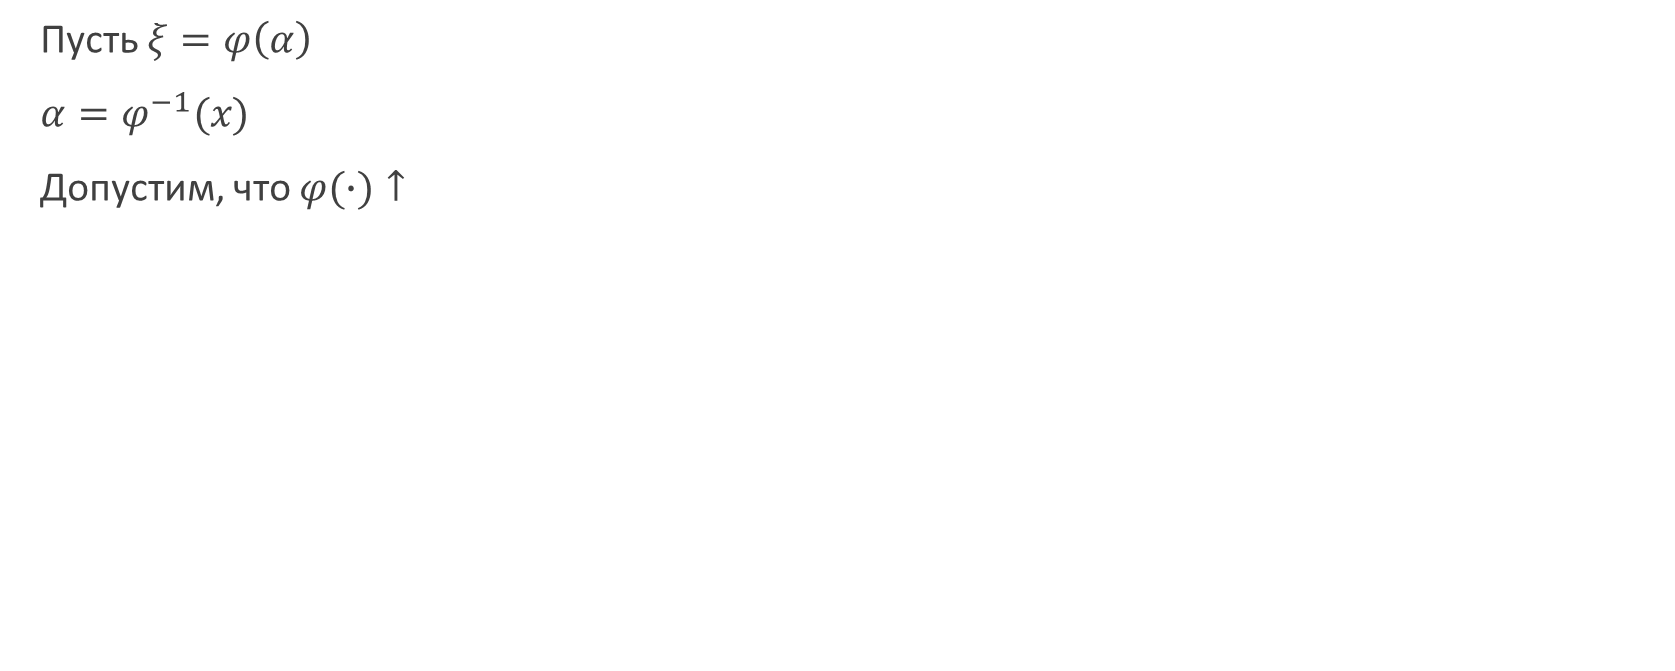 Пусть ξ = φ(α)
α = φ⁻¹(x)
Допустим, что φ(·) ↑